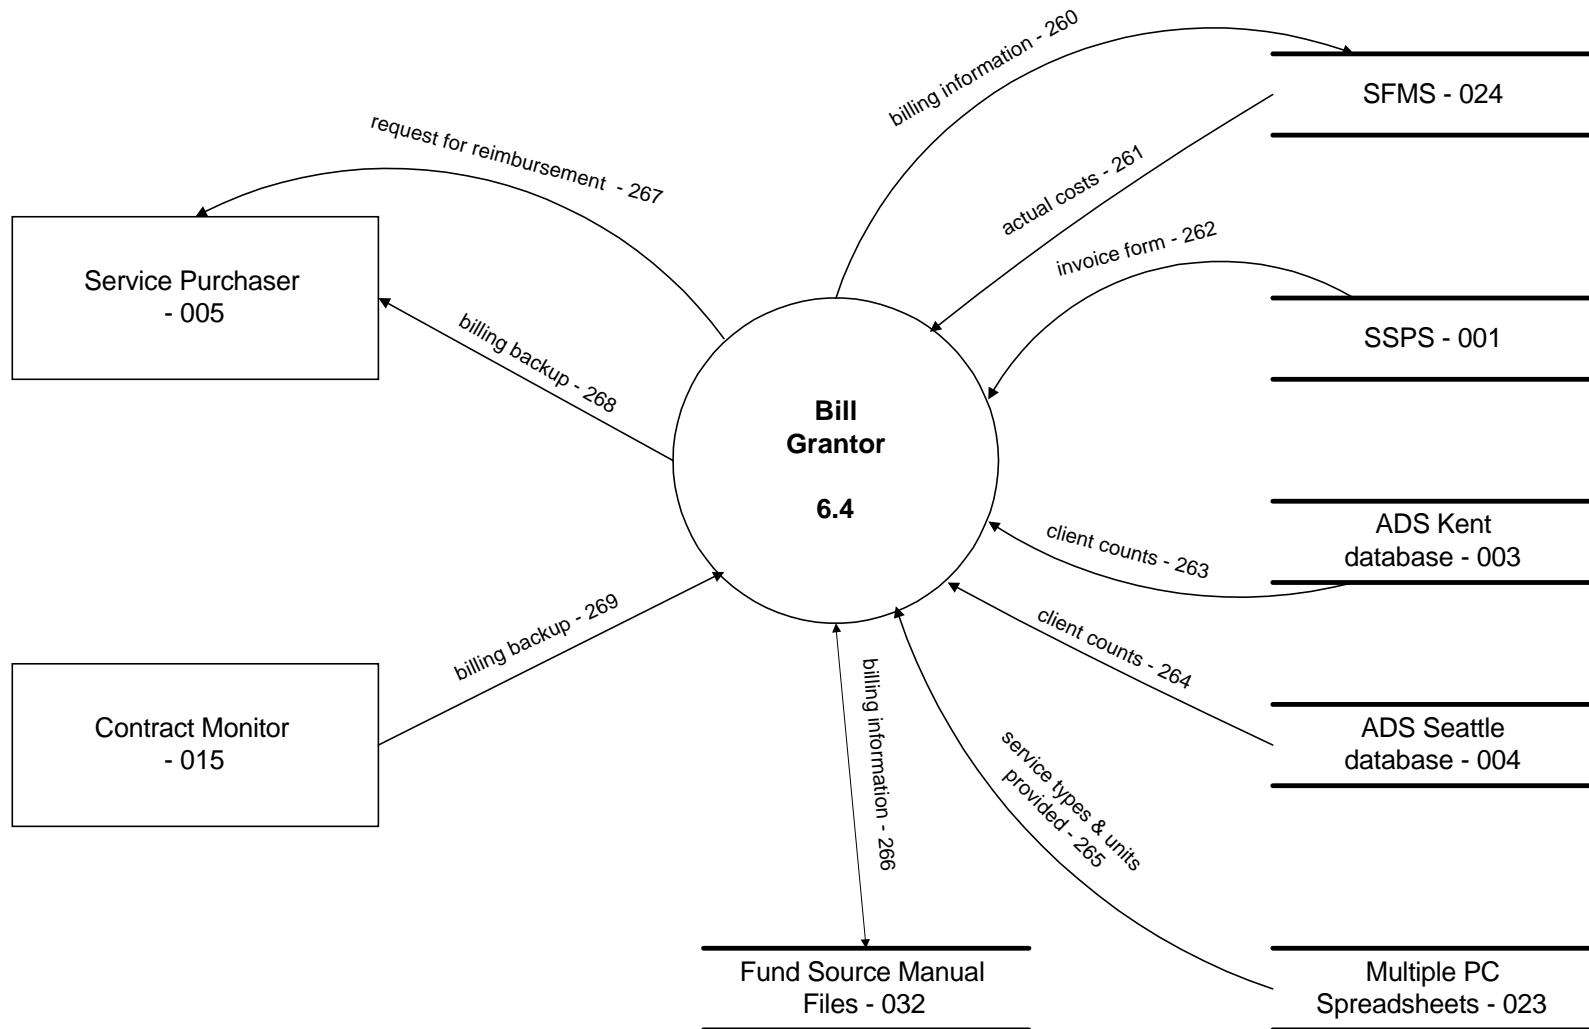 billing information - 260
SFMS - 024
request for reimbursement - 267
actual costs - 261
invoice form - 262
Service Purchaser
- 005
SSPS - 001
billing backup - 268
Bill
Grantor
6.4
ADS Kent
database - 003
client counts - 263
billing backup - 269
client counts - 264
Contract Monitor
- 015
billing information - 266
service types & units
provided - 265
ADS Seattle
database - 004
Fund Source Manual
Files - 032
Multiple PC
Spreadsheets - 023